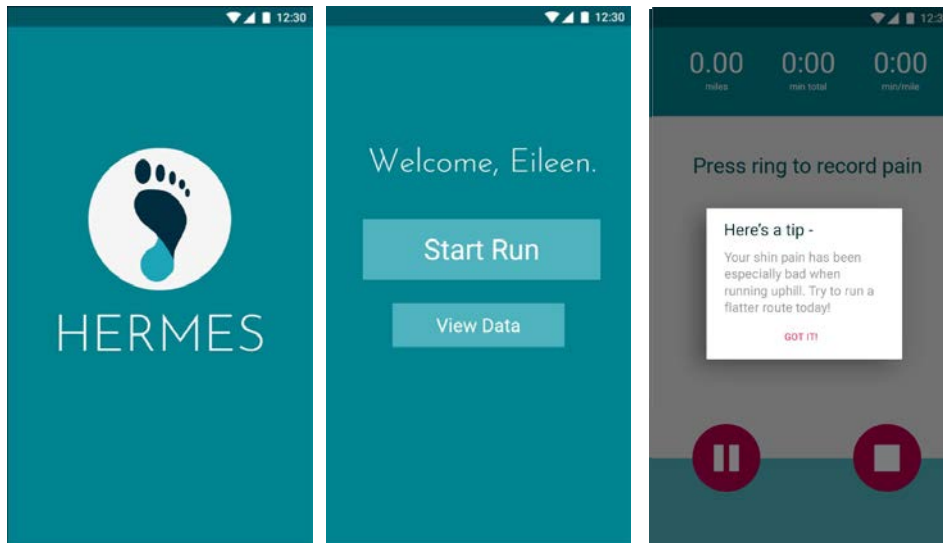 12:30
HERMES
12:30
Welcome, Eileen.
Start Run
View Data
12:3
0.00 0:00 0:00
miles min total min/mile
Press ring to record pain
Here's a tip -
Your shin pain has been
especially bad when
running uphill. Try to run a
flatter route today!
GOT IT!